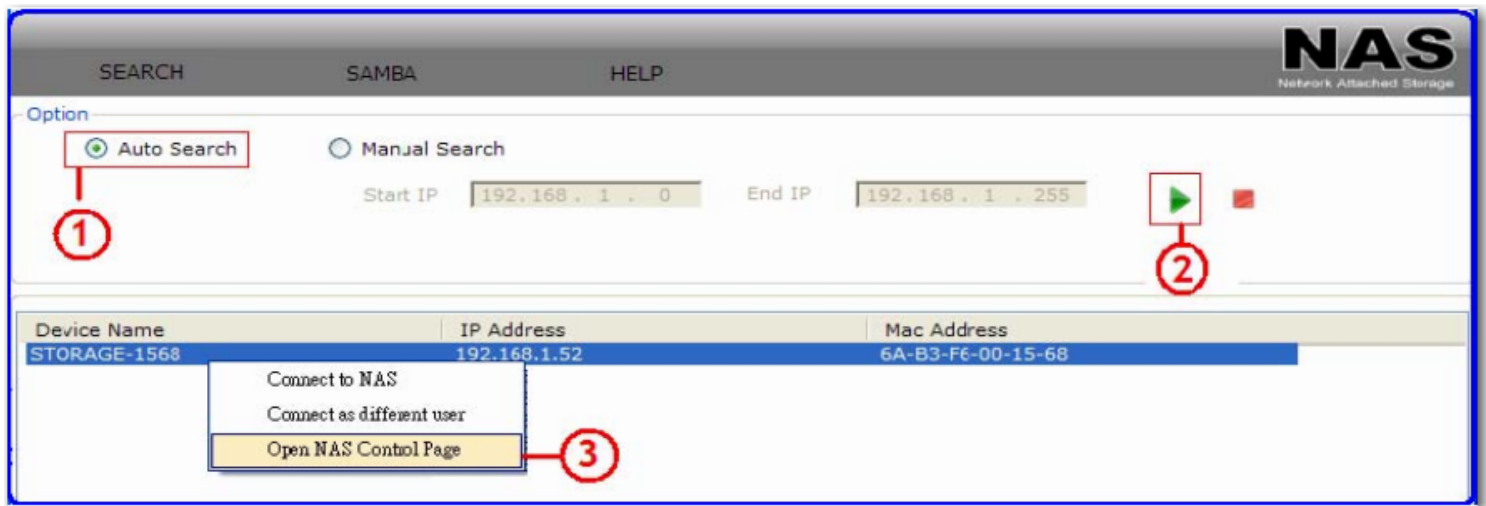 NAS
Network Attached Storage
SEARCH SAMBA HELP
Option
Auto Search Manual Search
Start IP 192.168. 1 . 0 End IP 192.168. 1 . 255
1
2
Device Name IP Address Mac Address
STORAGE-1568 192.168.1.52 6A-B3-F6-00-15-68
Connect to NAS
Connect as different user
Open NAS Control Page
3